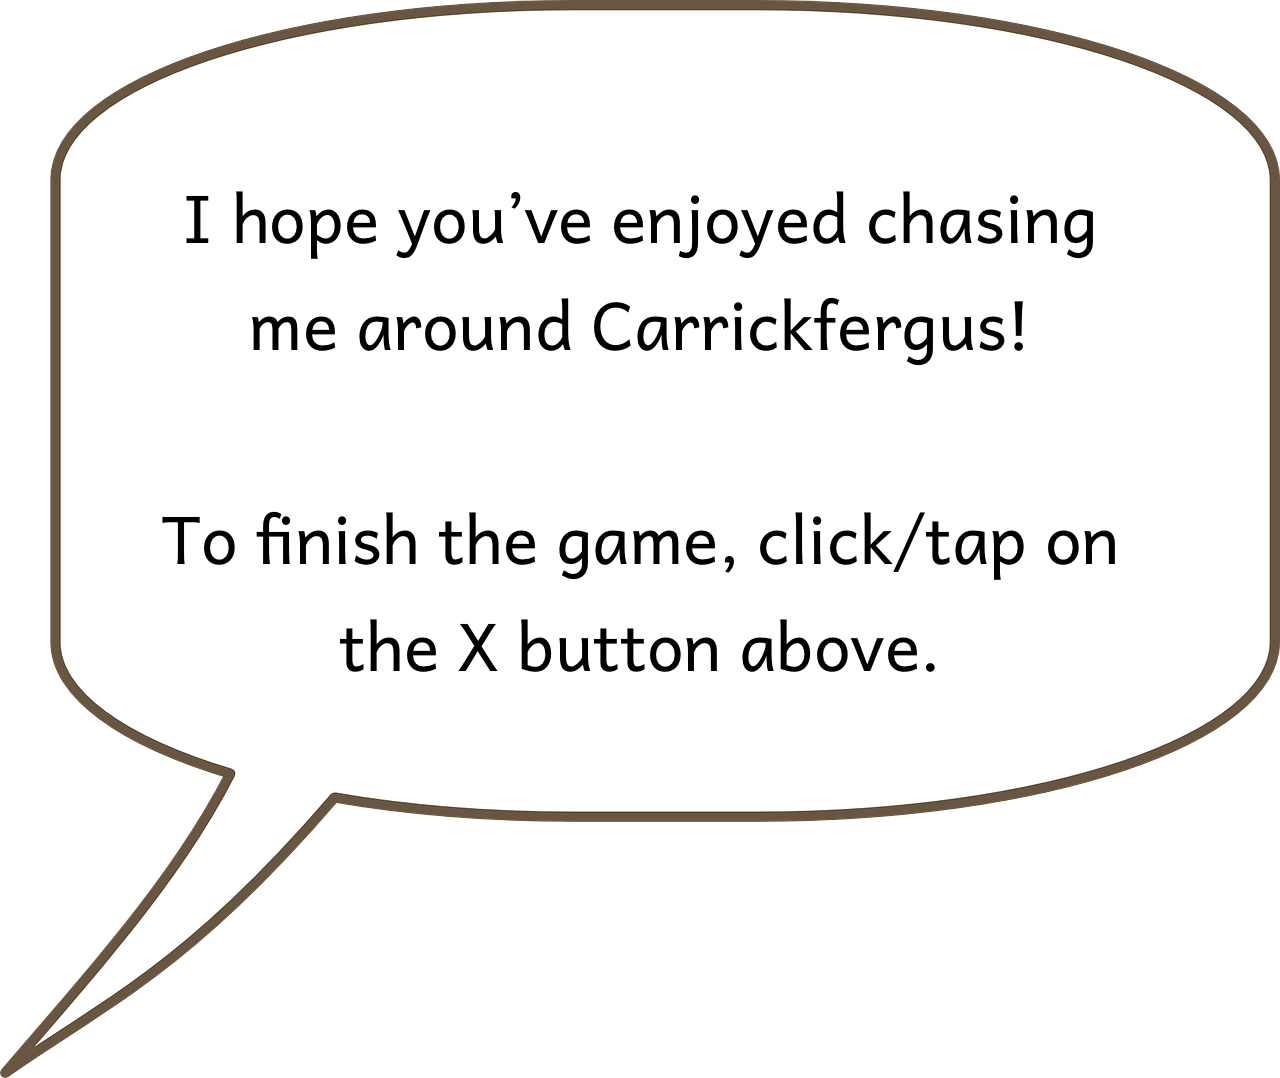 I hope you’ve enjoyed chasing
me around Carrickfergus!
To finish the game, click/tap on
the X button above.